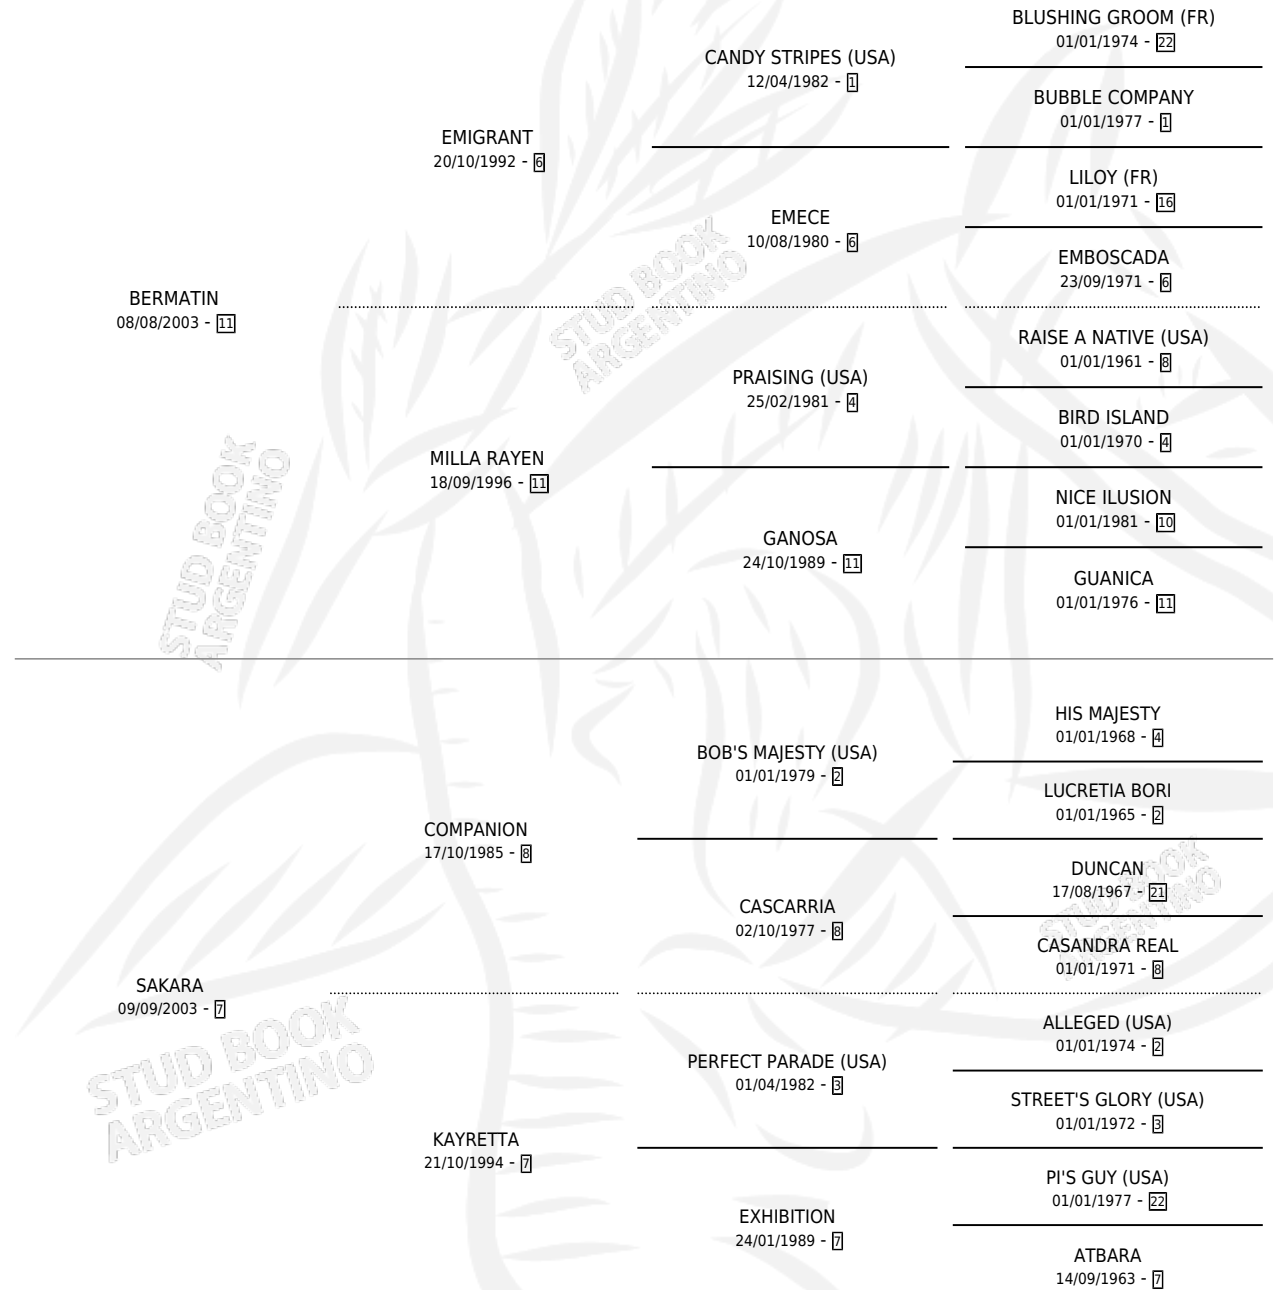 BLUSHING GROOM (FR)
01/01/1974 - 22
CANDY STRIPES (USA)
12/04/1982 - 1
BUBBLE COMPANY
01/01/1977 - 1
EMIGRANT
20/10/1992 - 6
LILOY (FR)
01/01/1971 - 16
EMECE
10/08/1980 - 6
EMBOSCADA
23/09/1971 - 6
BERMATIN
08/08/2003 - 11
RAISE A NATIVE (USA)
01/01/1961 - 8
PRAISING (USA)
25/02/1981 - 4
BIRD ISLAND
01/01/1970 - 4
MILLA RAYEN
18/09/1996 - 11
NICE ILUSION
01/01/1981 - 10
GANOSA
24/10/1989 - 11
GUANICA
01/01/1976 - 11
HIS MAJESTY
01/01/1968 - 4
BOB'S MAJESTY (USA)
01/01/1979 - 2
LUCRETIA BORI
01/01/1965 - 2
COMPANION
17/10/1985 - 8
DUNCAN
17/08/1967 - 21
CASCARRIA
02/10/1977 - 8
CASANDRA REAL
01/01/1971 - 8
SAKARA
09/09/2003 - 7
ALLEGED (USA)
01/01/1974 - 2
PERFECT PARADE (USA)
01/04/1982 - 3
STREET'S GLORY (USA)
01/01/1972 - 3
KAYRETTA
21/10/1994 - 7
PI'S GUY (USA)
01/01/1977 - 22
EXHIBITION
24/01/1989 - 7
ATBARA
14/09/1963 - 7
STUD BOOK
ARGENTINO
STUD BOOK
ARGENTINO
STUD BOOK
ARGENTINO
STUD BOOK
ARGENTINO